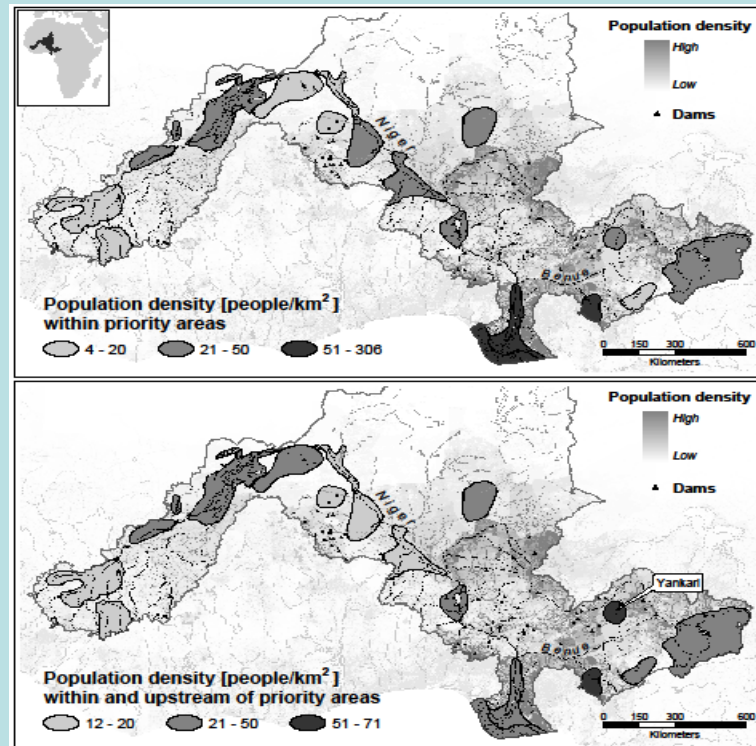 Population density
High
Low
Dams
Niger
Benue
Population density [people/km²]
within priority areas
4 - 20
21 - 50
51 - 306
0 150 300 600
Kilometers
Population density
High
Low
Dams
Niger
Yankari
Benue
Population density [people/km²]
within and upstream of priority areas
12 - 20
21 - 50
51 - 71
0 150 300 600
Kilometers